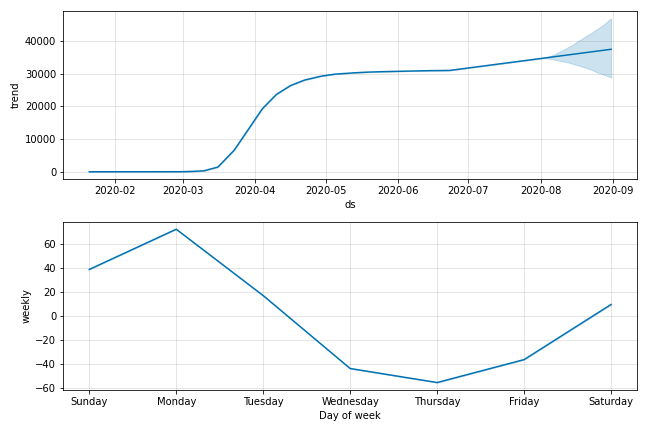 40000
30000
20000
10000
0
trend
2020-02 2020-03 2020-04 2020-05 2020-06 2020-07 2020-08 2020-09
ds
60
40
20
0
−20
−40
−60
weekly
Sunday Monday Tuesday Wednesday Thursday Friday Saturday
Day of week